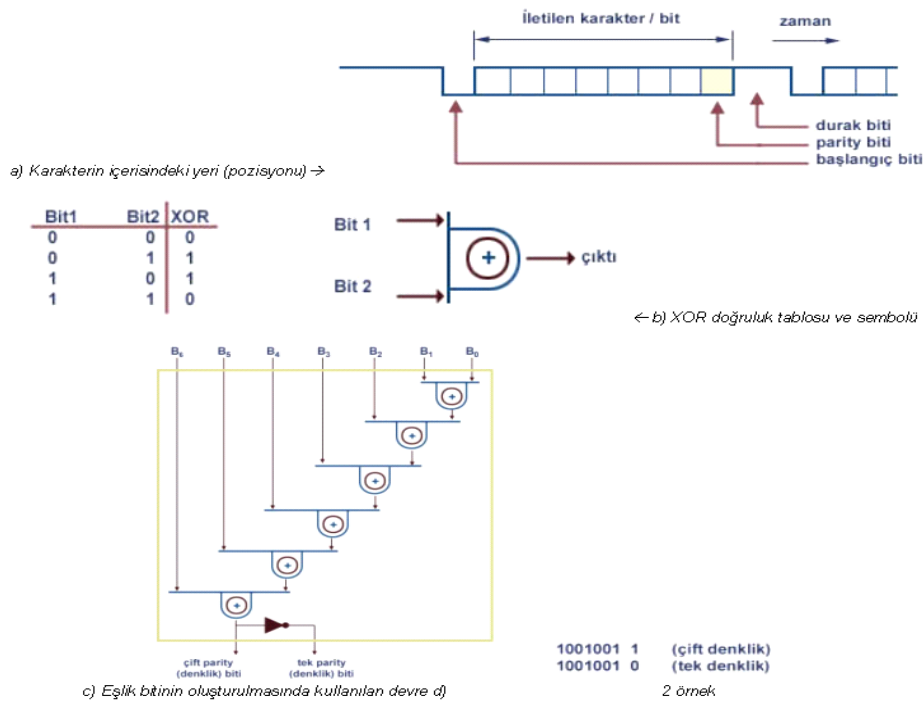 İletilen karakter / bit
zaman
durak biti
parity biti
başlangıç biti
a) Karakterin içerisindeki yeri (pozisyonu) →
Bit1 Bit2 XOR
0 0 0
0 1 1
1 0 1
1 1 0
Bit 1
Bit 2
çıktı
← b) XOR doğruluk tablosu ve sembolü
B₆ B₅ B₄ B₃ B₂ B₁ B₀
çift parity (denklik) biti
tek parity (denklik) biti
1001001 1 (çift denklik)
1001001 0 (tek denklik)
c) Eşlik bitinin oluşturulmasında kullanılan devre d) 2 örnek